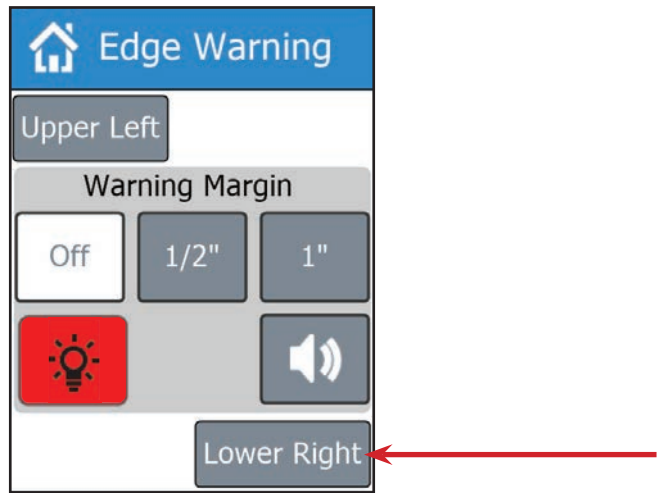 Edge Warning
Upper Left
Warning Margin
Off 1/2" 1"
Lower Right